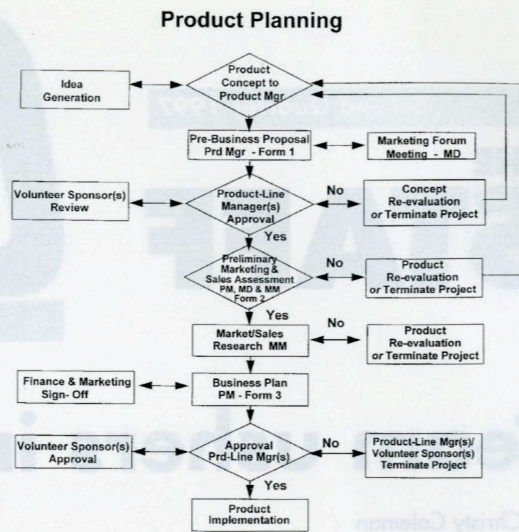 Product Planning
Idea
Generation
Product
Concept to
Product Mgr
Pre-Business Proposal
Prd Mgr - Form 1
Marketing Forum
Meeting - MD
Volunteer Sponsor(s)
Review
Product-Line
Manager(s)
Approval
No
Concept
Re-evaluation
or Terminate Project
Yes
Preliminary
Marketing &
Sales Assessment
PM, MD & MM
Form 2
No
Product
Re-evaluation
or Terminate Project
Yes
Market/Sales
Research MM
No
Product
Re-evaluation
or Terminate Project
Finance & Marketing
Sign- Off
Business Plan
PM - Form 3
Volunteer Sponsor(s)
Approval
Approval
Prd-Line Mgr(s)
No
Product-Line Mgr(s)/
Volunteer Sponsor(s)
Terminate Project
Yes
Product
Implementation
Christy Coleman